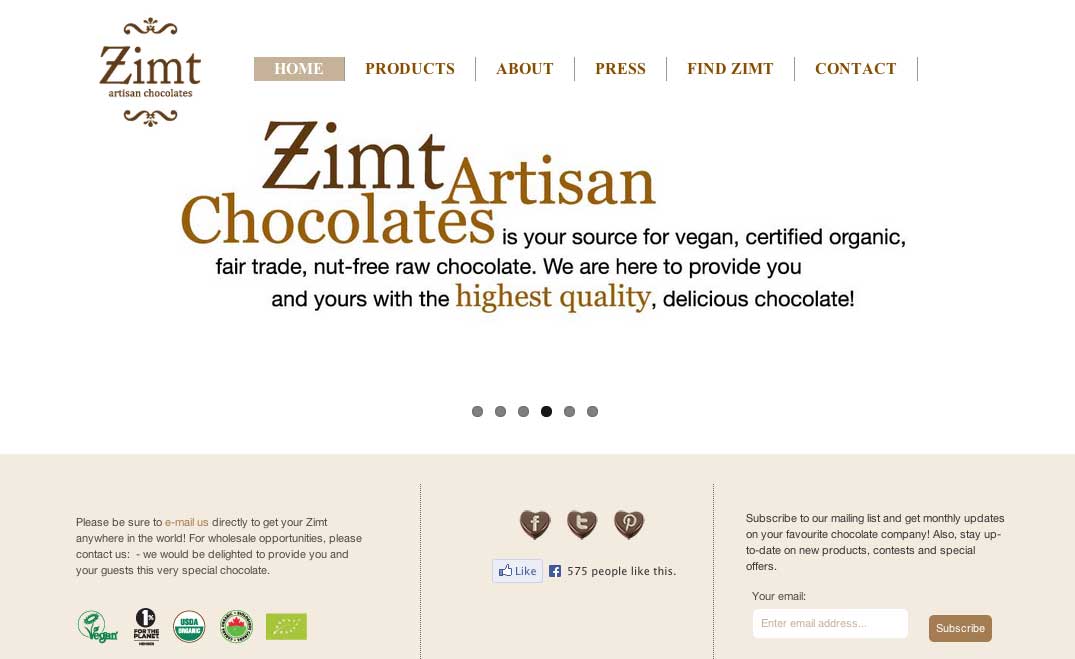 Zimt
artisan chocolates
HOME PRODUCTS ABOUT PRESS FIND ZIMT CONTACT
Zimt Artisan
Chocolates is your source for vegan, certified organic,
fair trade, nut-free raw chocolate. We are here to provide you
and yours with the highest quality, delicious chocolate!
Please be sure to e-mail us directly to get your Zimt
anywhere in the world! For wholesale opportunities, please
contact us:  - we would be delighted to provide you and
your guests this very special chocolate.
Vegan
1%
FOR THE
PLANET
MEMBER
USDA
ORGANIC
Like 575 people like this.
Subscribe to our mailing list and get monthly updates
on your favourite chocolate company! Also, stay up-
to-date on new products, contests and special
offers.
Your email:
Enter email address...
Subscribe